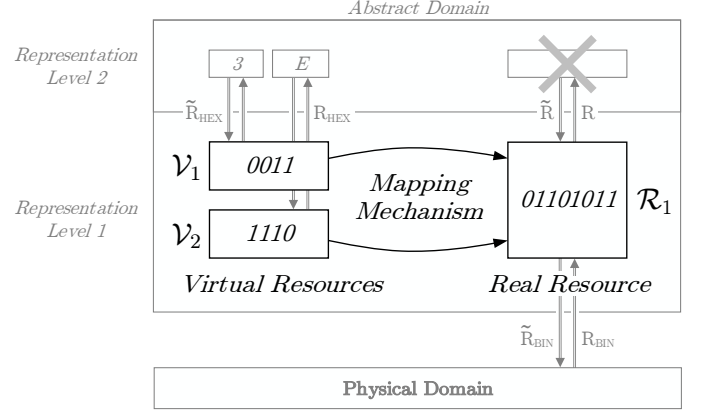 Abstract Domain
Representation
Level 2
3
E
R̃HEX
RHEX
R̃
R
𝒱1
0011
Mapping
Mechanism
01101011
ℛ1
Representation
Level 1
𝒱2
1110
Virtual Resources
Real Resource
R̃BIN
RBIN
Physical Domain